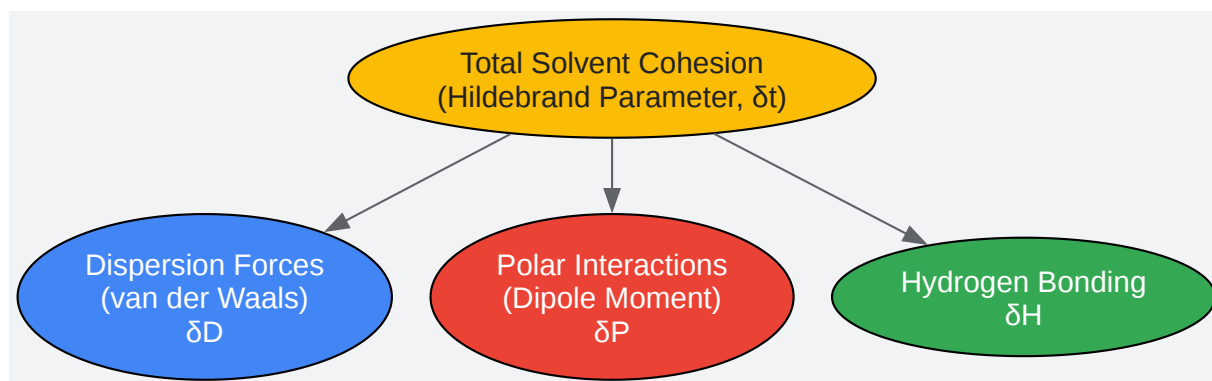 Total Solvent Cohesion
(Hildebrand Parameter, δt)
Dispersion Forces
(van der Waals)
δD
Polar Interactions
(Dipole Moment)
δP
Hydrogen Bonding
δH